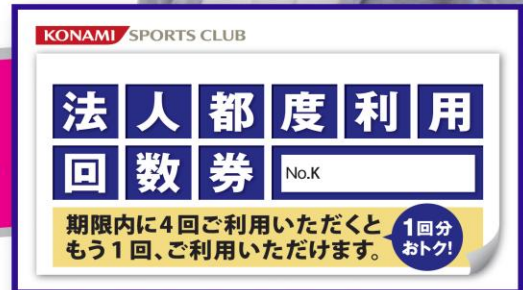 KONAMI SPORTS CLUB
法人都度利用
回数券
No.K
期限内に4回ご利用いただくと
もう1回、ご利用いただけます。
1回分
おトク!